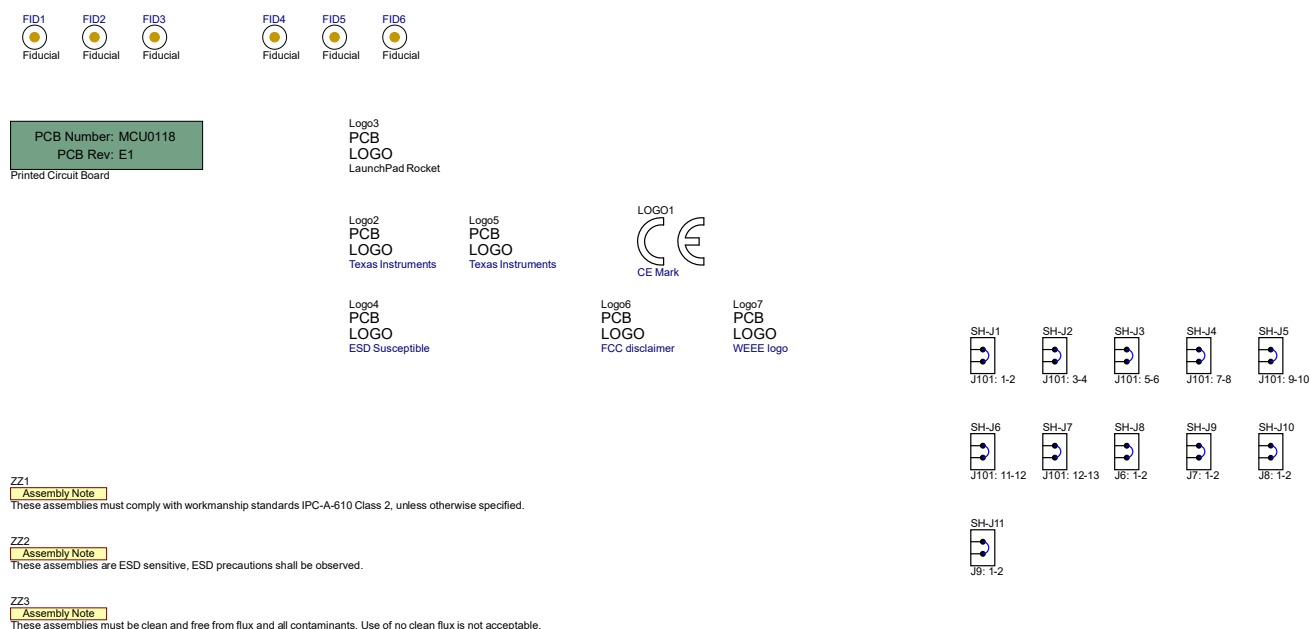 FID1 FID2 FID3 FID4 FID5 FID6
Fiducial Fiducial Fiducial Fiducial Fiducial Fiducial
PCB Number: MCU0118
PCB Rev: E1
Printed Circuit Board
Logo3
PCB
LOGO
LaunchPad Rocket
Logo2
PCB
LOGO
Texas Instruments
Logo5
PCB
LOGO
Texas Instruments
LOGO1
CE
CE Mark
Logo4
PCB
LOGO
ESD Susceptible
Logo6
PCB
LOGO
FCC disclaimer
Logo7
PCB
LOGO
WEEE logo
SH-J1 SH-J2 SH-J3 SH-J4 SH-J5
J101: 1-2 J101: 3-4 J101: 5-6 J101: 7-8 J101: 9-10
SH-J6 SH-J7 SH-J8 SH-J9 SH-J10
J101: 11-12 J101: 12-13 J6: 1-2 J7: 1-2 J8: 1-2
SH-J11
J9: 1-2
ZZ1
Assembly Note
These assemblies must comply with workmanship standards IPC-A-610 Class 2, unless otherwise specified.
ZZ2
Assembly Note
These assemblies are ESD sensitive, ESD precautions shall be observed.
ZZ3
Assembly Note
These assemblies must be clean and free from flux and all contaminants. Use of no clean flux is not acceptable.